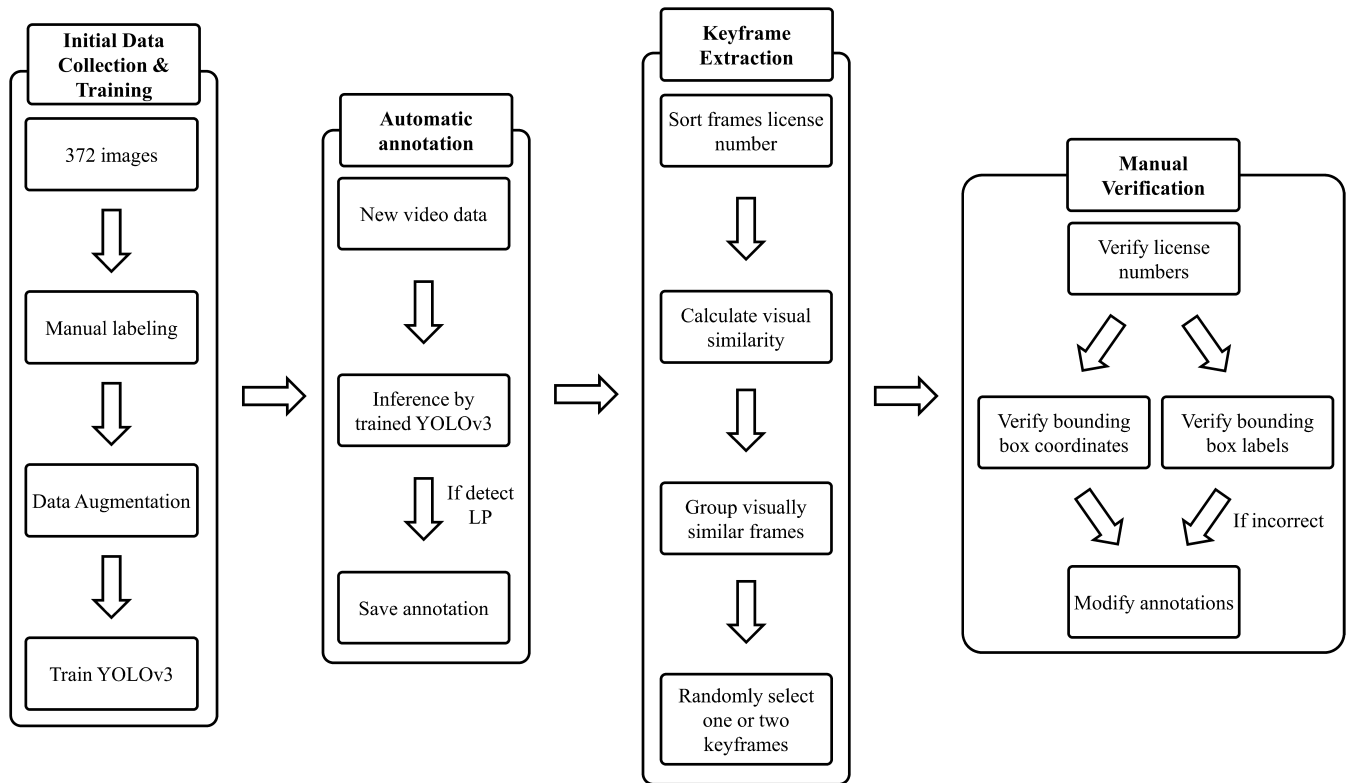 Initial Data
Collection &
Training
372 images
Manual labeling
Data Augmentation
Train YOLOv3
Automatic
annotation
New video data
Inference by
trained YOLOv3
If detect
LP
Save annotation
Keyframe
Extraction
Sort frames license
number
Calculate visual
similarity
Group visually
similar frames
Randomly select
one or two
keyframes
Manual
Verification
Verify license
numbers
Verify bounding
box coordinates
Verify bounding
box labels
If incorrect
Modify annotations